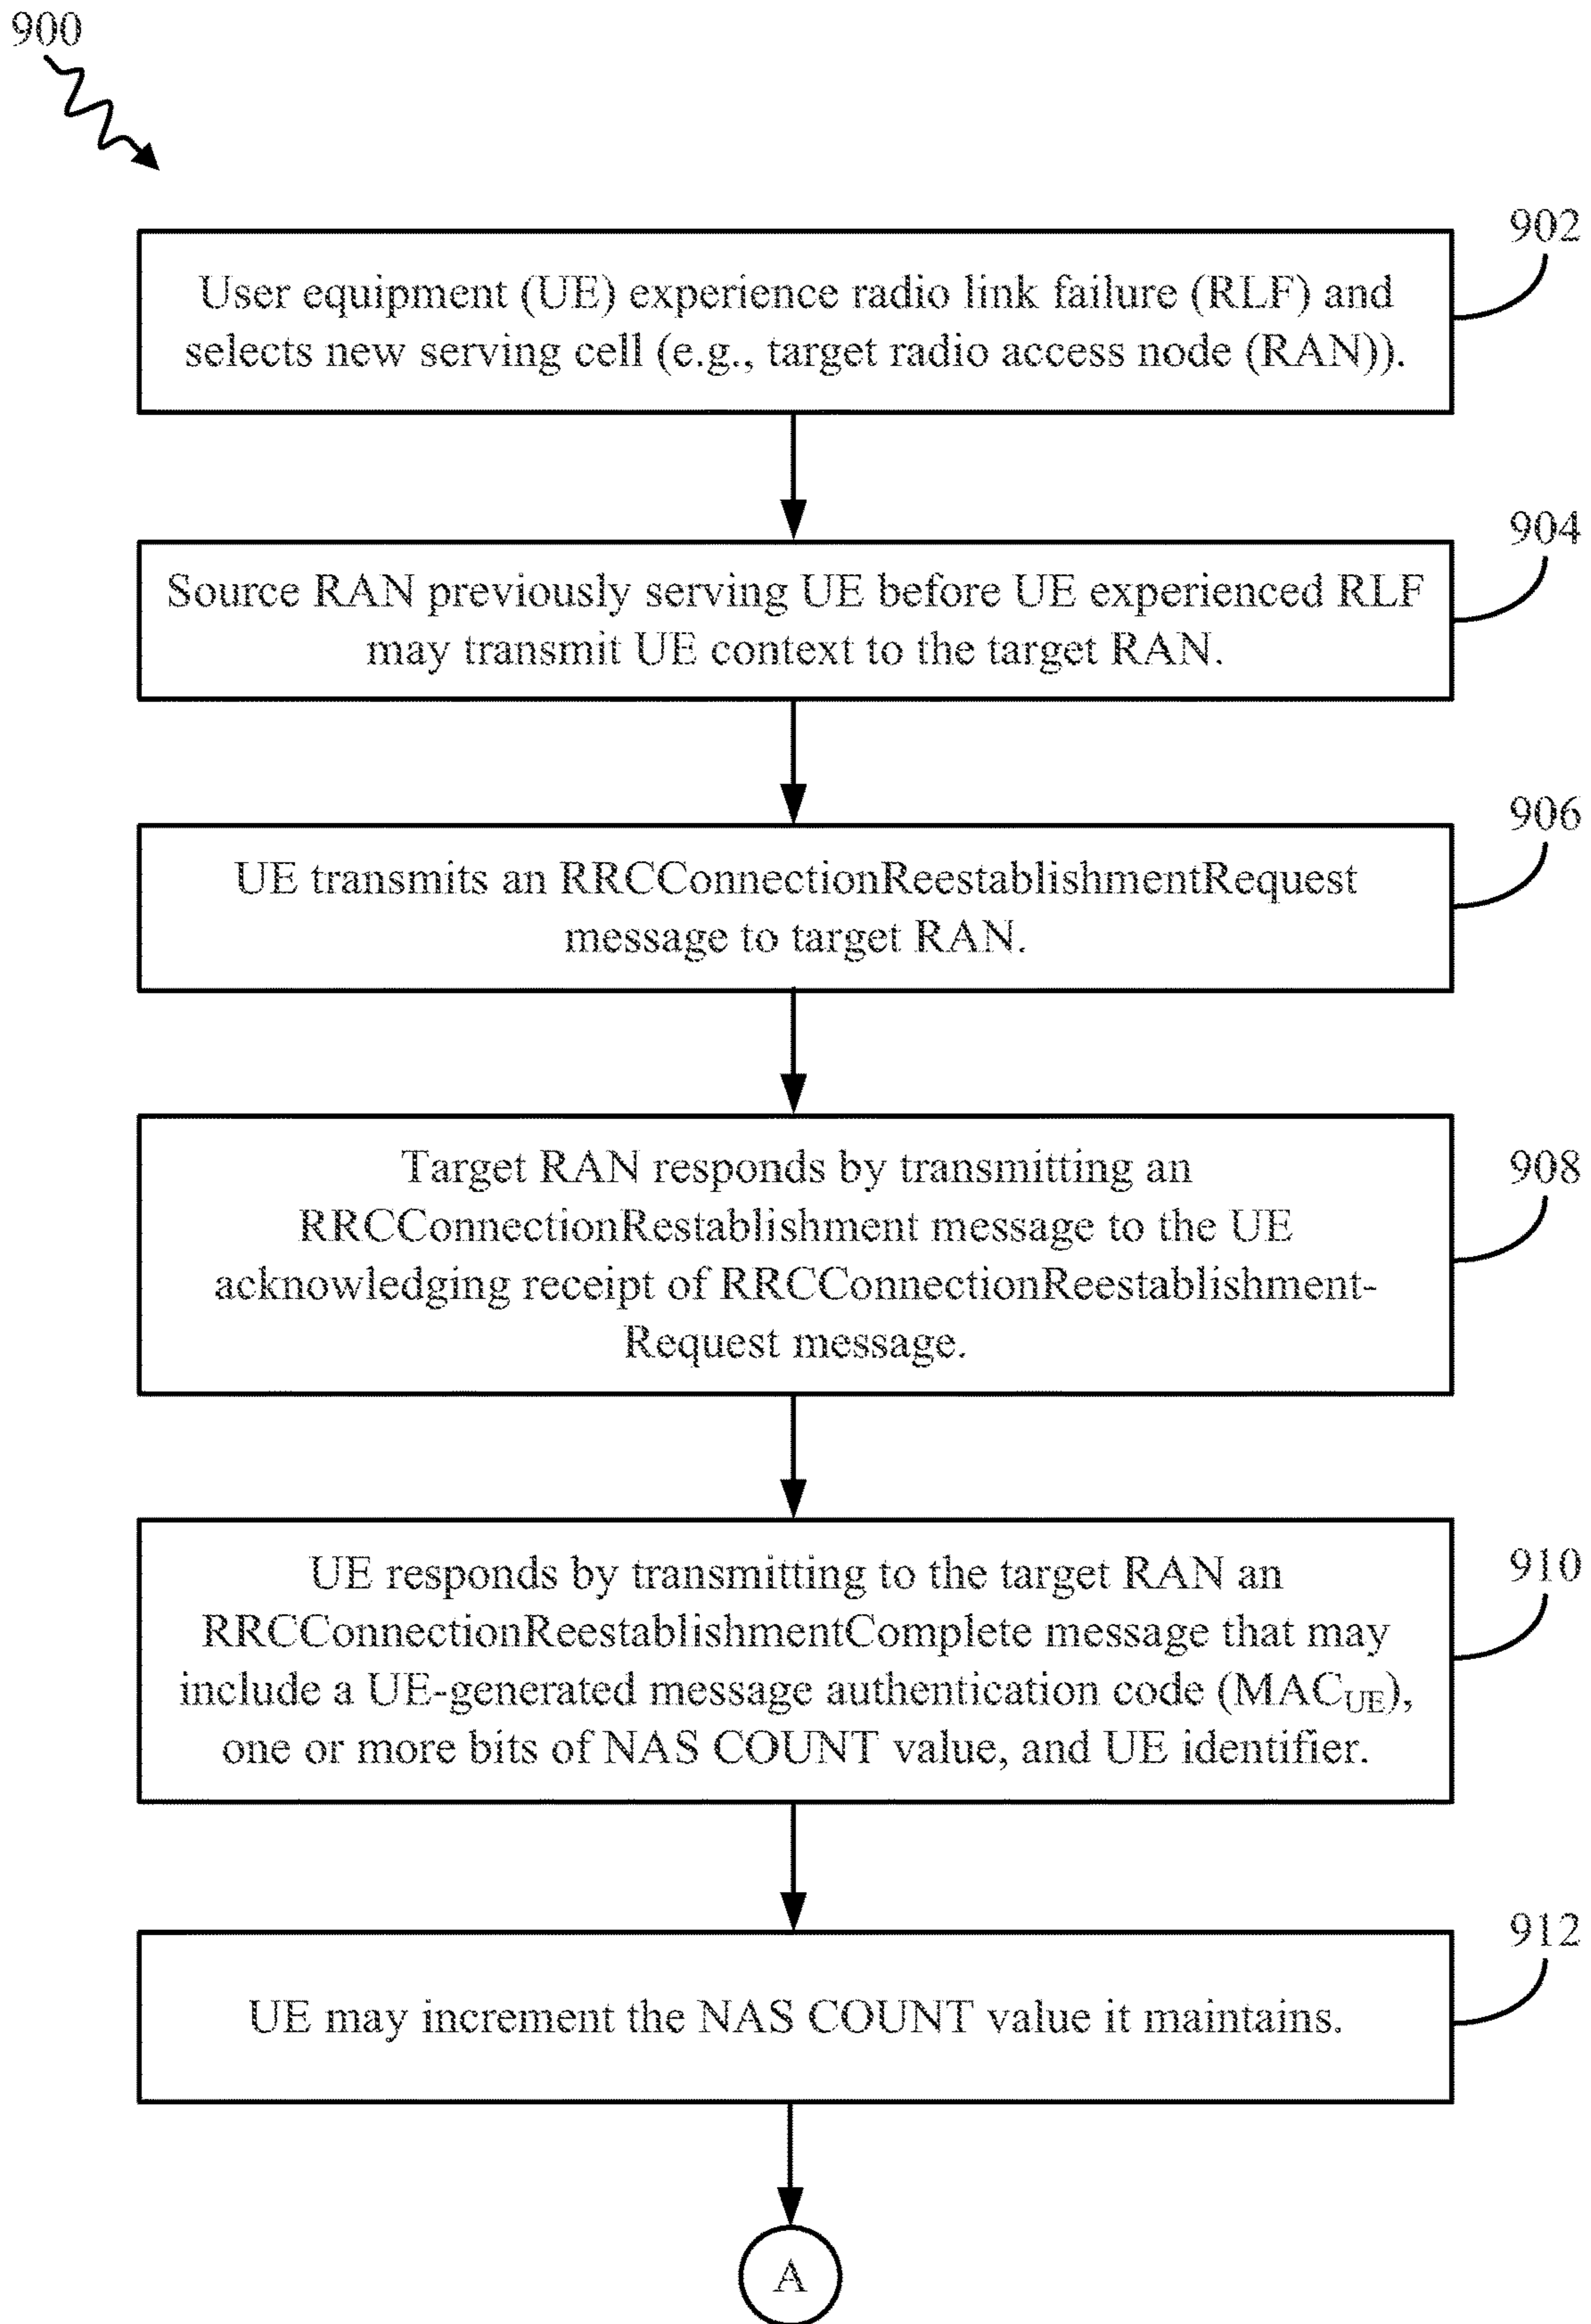 900
902
User equipment (UE) experience radio link failure (RLF) and
selects new serving cell (e.g., target radio access node (RAN)).
904
Source RAN previously serving UE before UE experienced RLF
may transmit UE context to the target RAN.
906
UE transmits an RRCConnectionReestablishmentRequest
message to target RAN.
908
Target RAN responds by transmitting an
RRCConnectionRestablishment message to the UE
acknowledging receipt of RRCConnectionReestablishment-
Request message.
910
UE responds by transmitting to the target RAN an
RRCConnectionReestablishmentComplete message that may
include a UE-generated message authentication code (MAC_UE),
one or more bits of NAS COUNT value, and UE identifier.
912
UE may increment the NAS COUNT value it maintains.
A